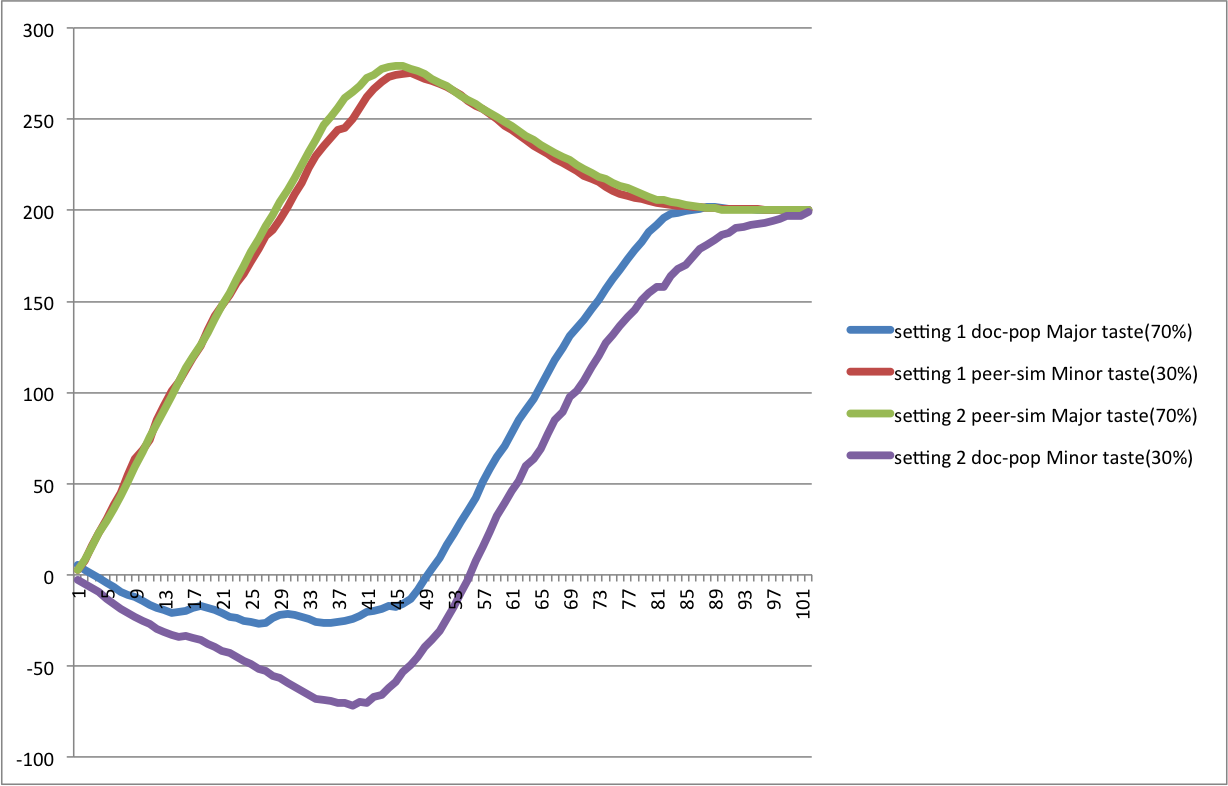 300
250
200
150
100
50
0
-50
-100
1 5 9 13 17 21 25 29 33 37 41 45 49 53 57 61 65 69 73 77 81 85 89 93 97 101
setting 1 doc-pop Major taste(70%)
setting 1 peer-sim Minor taste(30%)
setting 2 peer-sim Major taste(70%)
setting 2 doc-pop Minor taste(30%)